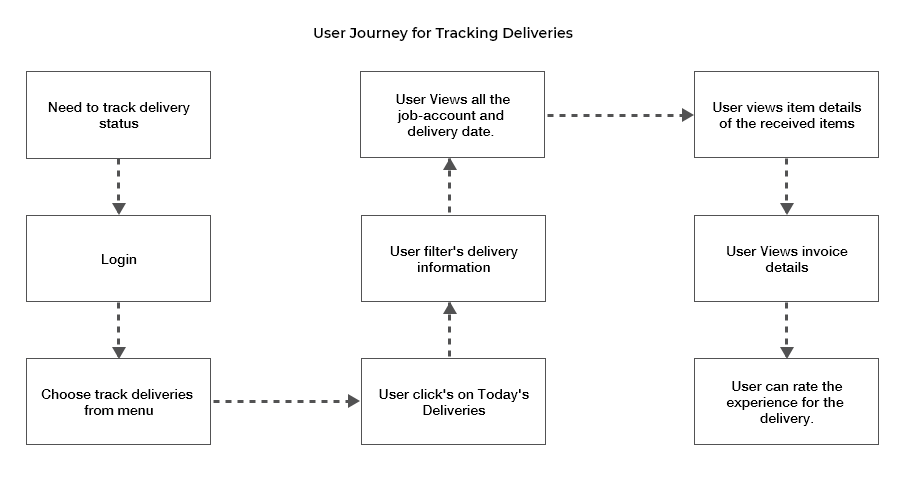 User Journey for Tracking Deliveries
Need to track delivery
status
Login
Choose track deliveries
from menu
User click's on Today's
Deliveries
User filter's delivery
information
User Views all the
job-account and
delivery date.
User views item details
of the received items
User Views invoice
details
User can rate the
experience for the
delivery.